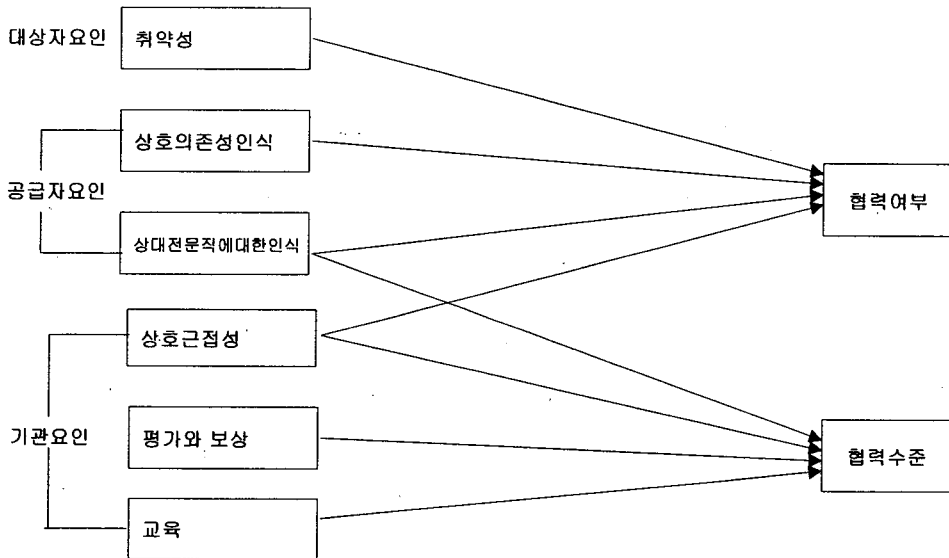 대상자요인
취약성
상호의존성인식
공급자요인
상대전문직에대한인식
협력여부
상호근접성
기관요인
평가와 보상
협력수준
교육